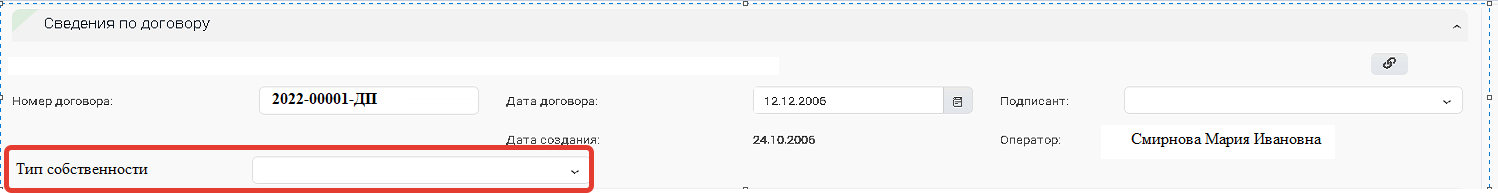 Сведения по договору
Номер договора: 2022-00001-ДП Дата договора: 12.12.2006 Подписант:
Дата создания: 24.10.2006 Оператор: Смирнова Мария Ивановна
Тип собственности